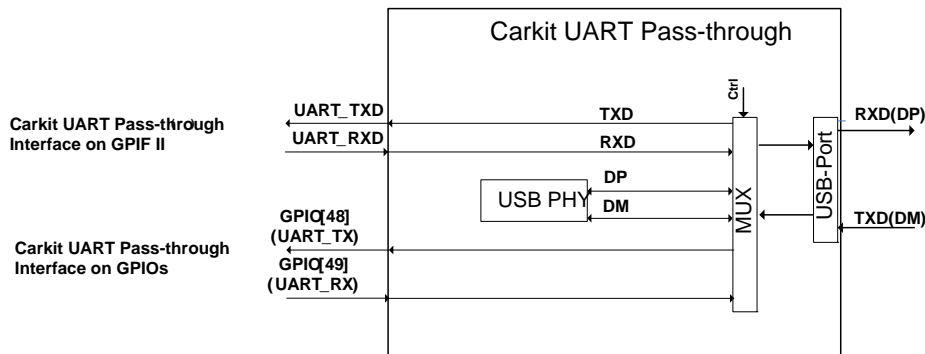 Carkit UART Pass-through
Ctrl
UART_TXD
TXD
RXD(DP)
Carkit UART Pass-through
Interface on GPIF II
UART_RXD
RXD
DP
USB PHY
DM
MUX
USB-Port
TXD(DM)
GPIO[48]
(UART_TX)
Carkit UART Pass-through
Interface on GPIOs
GPIO[49]
(UART_RX)